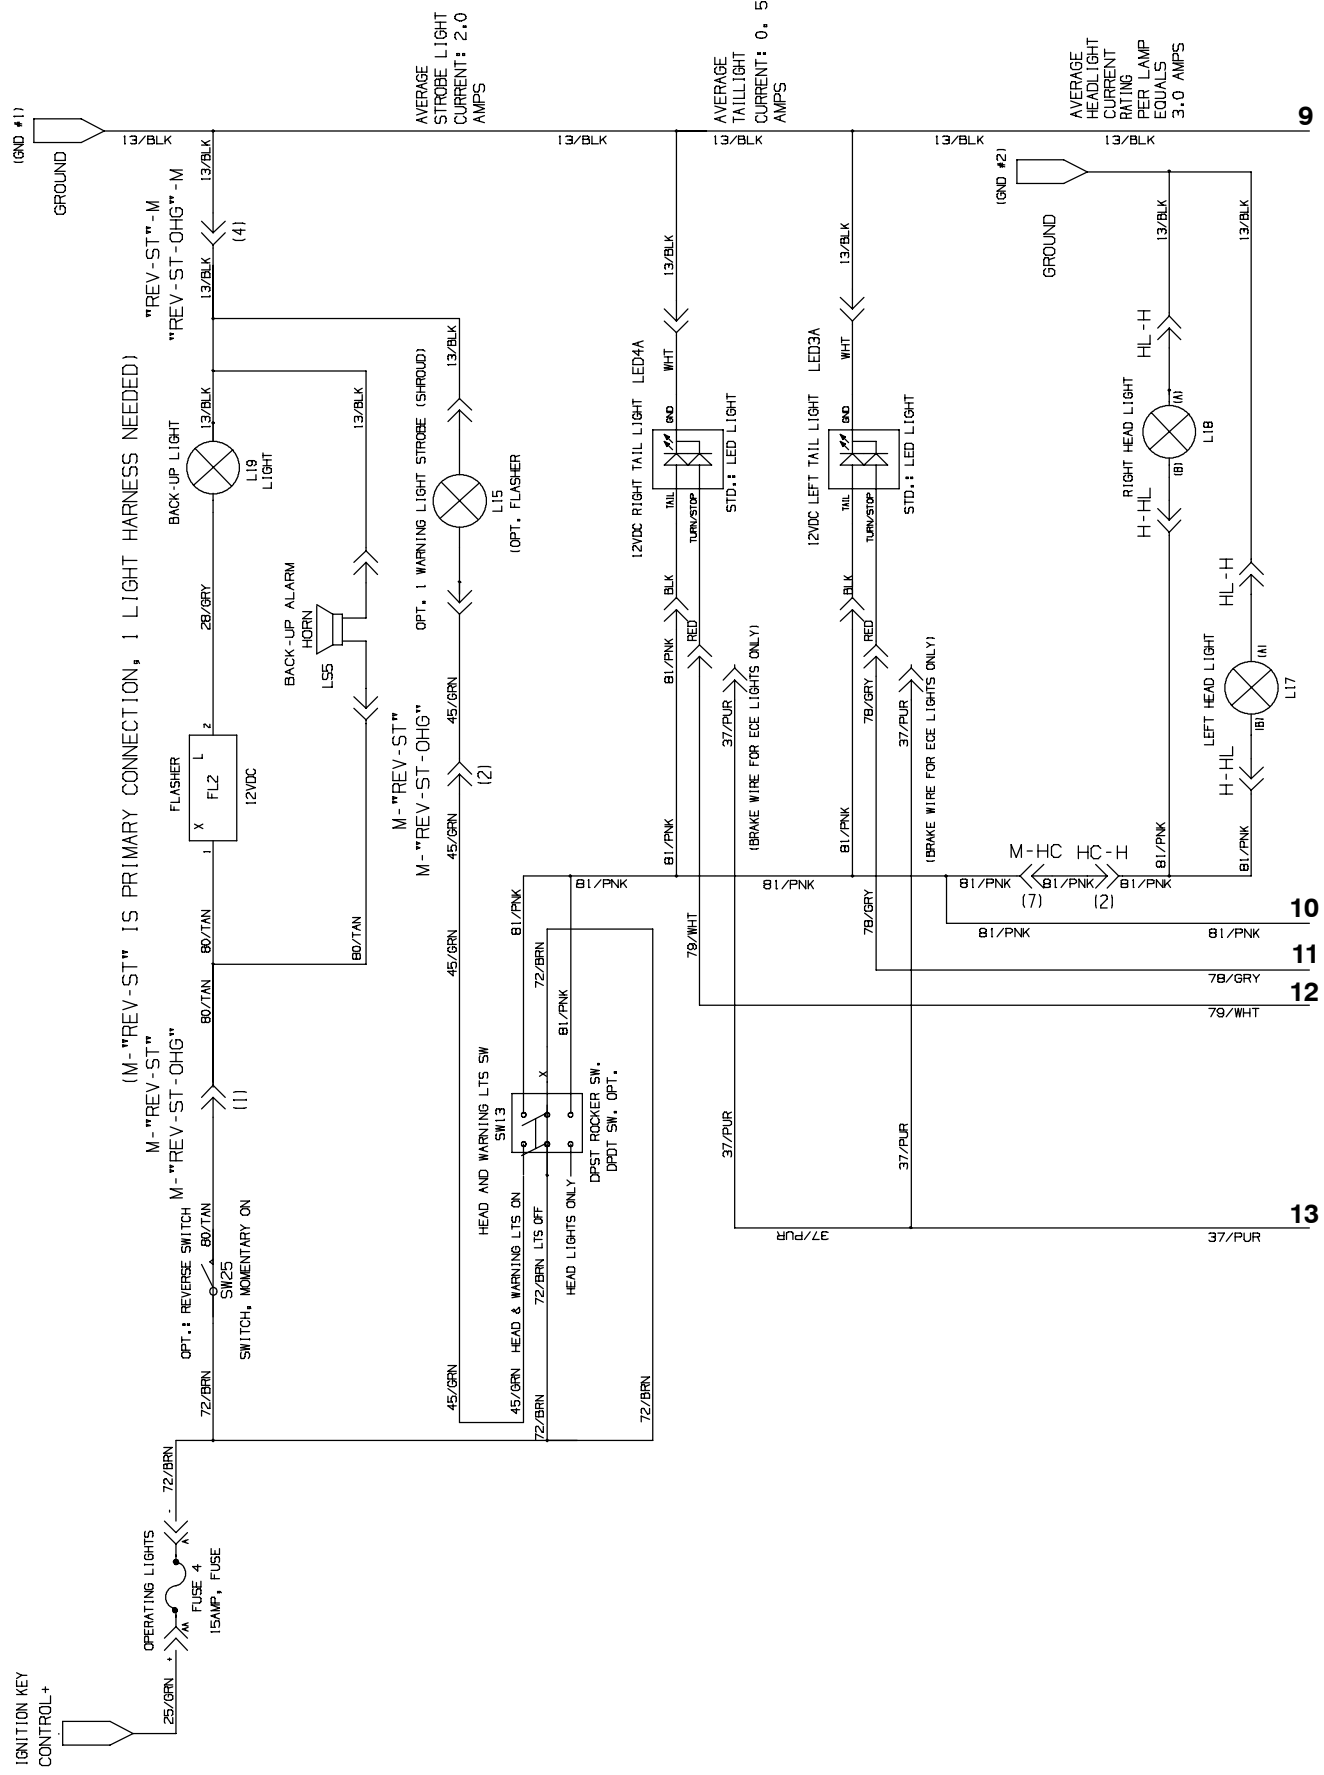 (GND #1)
GROUND
13/BLK
13/BLK
"REV-ST"-M
"REV-ST-OHG"-M
(4)
13/BLK
AVERAGE
STROBE LIGHT
CURRENT: 2.0
AMPS
13/BLK
AVERAGE
TAILLIGHT
CURRENT: 0. 5
AMPS
13/BLK
13/BLK
AVERAGE
HEADLIGHT
CURRENT
RATING
PER LAMP
EQUALS
3.0 AMPS
13/BLK
9
(GND #2)
GROUND
13/BLK
13/BLK
13/BLK
13/BLK
(M-"REV-ST" IS PRIMARY CONNECTION, 1 LIGHT HARNESS NEEDED)
BACK-UP LIGHT
13/BLK
L19
LIGHT
13/BLK
28/GRY
BACK-UP ALARM
HORN
LS5
FLASHER
2
L
FL2
X
1
12VDC
80/TAN
80/TAN
80/TAN
M-"REV-ST"
M-"REV-ST-OHG"
(1)
OPT.: REVERSE SWITCH
80/TAN
SW25
SWITCH, MOMENTARY ON
72/BRN
13/BLK
OPT. 1 WARNING LIGHT STROBE (SHROUD)
L15
(OPT. FLASHER
45/GRN
M-"REV-ST"
M-"REV-ST-OHG"
(2)
45/GRN
45/GRN
45/GRN
12VDC RIGHT TAIL LIGHT LED4A
WHT
GND
TAIL
TURN/STOP
STD.: LED LIGHT
BLK
RED
81/PNK
37/PUR
(BRAKE WIRE FOR ECE LIGHTS ONLY)
81/PNK
12VDC LEFT TAIL LIGHT LED3A
WHT
GND
TAIL
TURN/STOP
STD.: LED LIGHT
BLK
RED
78/GRY
37/PUR
(BRAKE WIRE FOR ECE LIGHTS ONLY)
81/PNK
HL-H
RIGHT HEAD LIGHT
(A)
(B)
L18
H-HL
HL-H
LEFT HEAD LIGHT
(A)
(B)
L17
H-HL
81/PNK
81/PNK
M-HC HC-H
81/PNK
81/PNK
81/PNK
(7)
(2)
81/PNK
81/PNK
81/PNK
81/PNK
81/PNK
10
78/GRY
78/GRY
11
79/WHT
79/WHT
12
81/PNK
72/BRN
81/PNK
HEAD AND WARNING LTS SW
SW13
X
DPST ROCKER SW.
DPDT SW. OPT.
45/GRN HEAD & WARNING LTS ON
72/BRN LTS OFF
HEAD LIGHTS ONLY
72/BRN
72/BRN
37/PUR
37/PUR
37/PUR
37/PUR
13
IGNITION KEY
CONTROL+
25/GRN
+
AA
OPERATING LIGHTS
FUSE 4
15AMP, FUSE
A
-
72/BRN